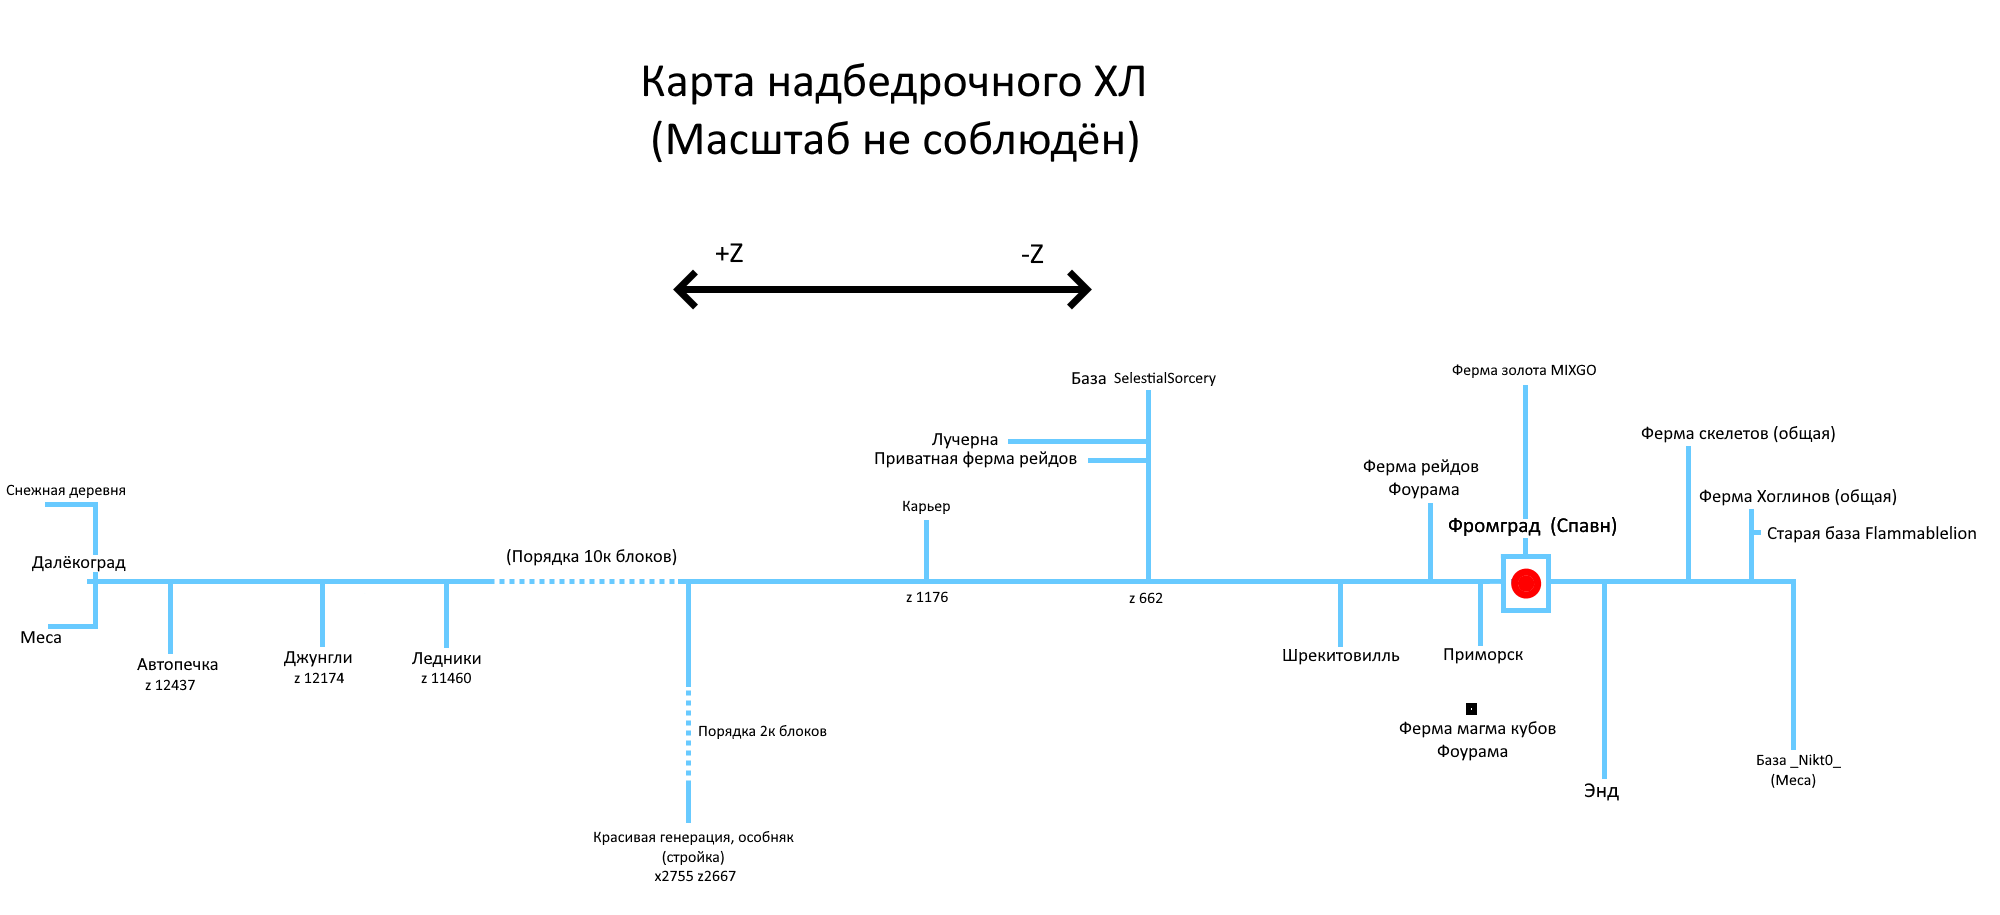 Карта надбедрочного ХЛ
(Масштаб не соблюдён)
+Z
-Z
Ферма золота MIXGO
База SelestialSorcery
Ферма скелетов (общая)
Лучерна
Приватная ферма рейдов
Ферма рейдов
Фоурама
Снежная деревня
Ферма Хоглинов (общая)
Карьер
Фромград (Спавн)
Старая база Flammablelion
(Порядка 10к блоков)
Далёкоград
z 1176
z 662
Меса
Автопечка
z 12437
Джунгли
z 12174
Ледники
z 11460
Шрекитовилль
Приморск
Порядка 2к блоков
Ферма магма кубов
Фоурама
База _Nikt0_
(Меса)
Энд
Красивая генерация, особняк
(стройка)
x2755 z2667